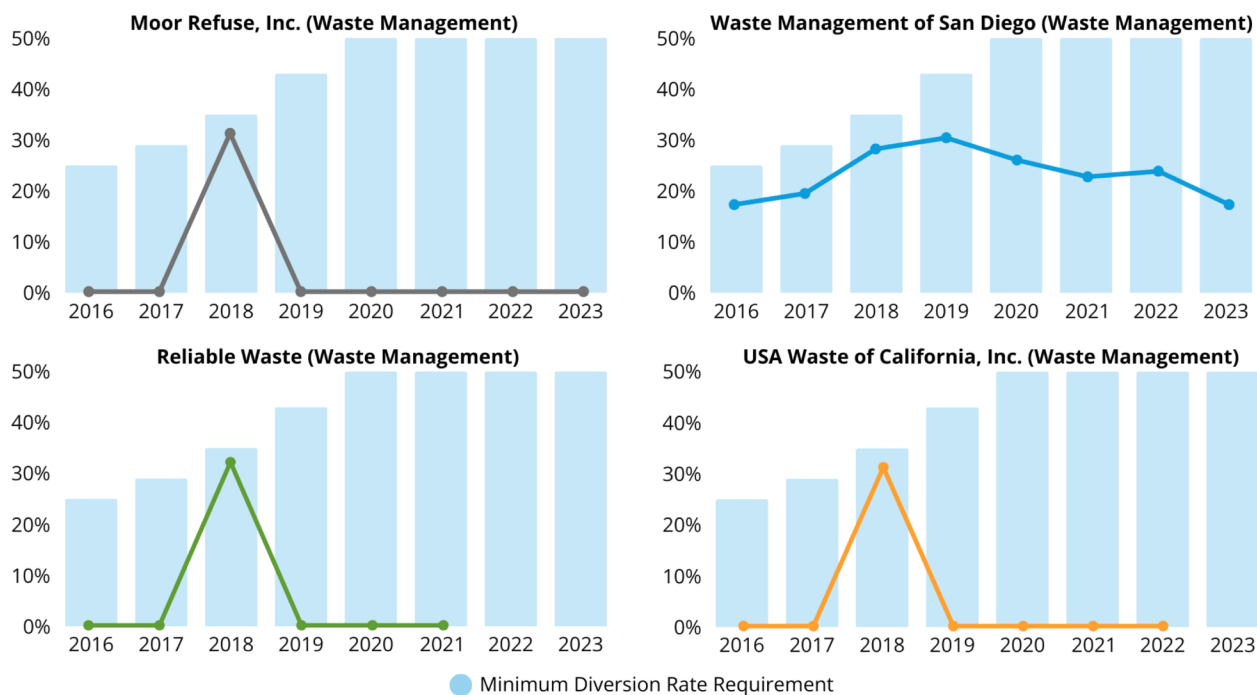 Moor Refuse, Inc. (Waste Management)
50%
40%
30%
20%
10%
0%
2016 2017 2018 2019 2020 2021 2022 2023
Waste Management of San Diego (Waste Management)
50%
40%
30%
20%
10%
0%
2016 2017 2018 2019 2020 2021 2022 2023
Reliable Waste (Waste Management)
50%
40%
30%
20%
10%
0%
2016 2017 2018 2019 2020 2021 2022 2023
USA Waste of California, Inc. (Waste Management)
50%
40%
30%
20%
10%
0%
2016 2017 2018 2019 2020 2021 2022 2023
Minimum Diversion Rate Requirement